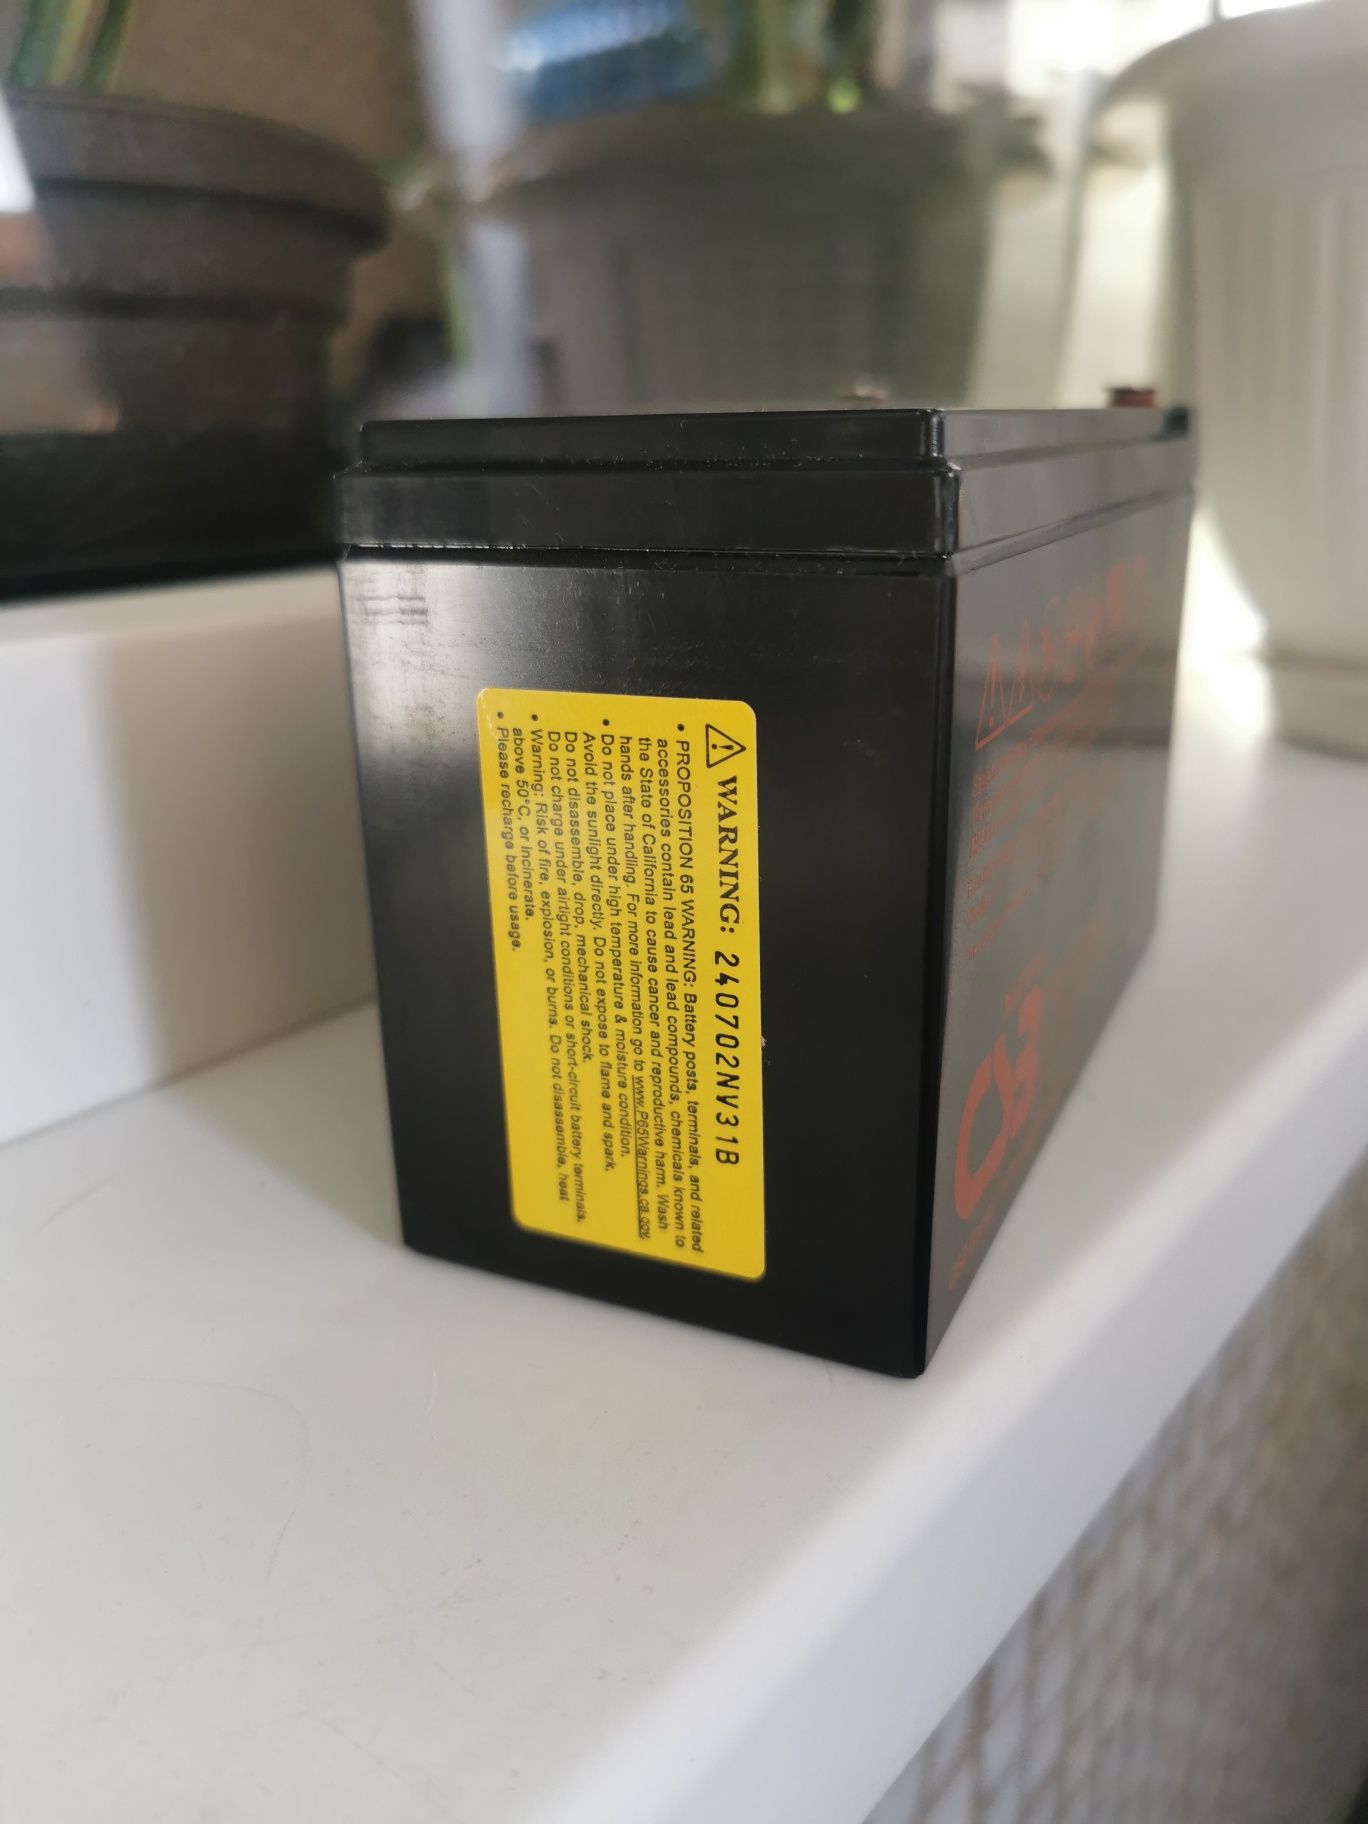 WARNING: 240702NV31B
• PROPOSITION 65 WARNING: Battery posts, terminals, and related
accessories contain lead and lead compounds, chemicals known to
the State of California to cause cancer and reproductive harm. Wash
hands after handling. For more information go to www.P65Warnings.ca.gov.
• Do not place under high temperature & moisture condition.
Avoid the sunlight directly. Do not expose to flame and spark.
Do not disassemble, drop, mechanical shock.
Do not charge under airtight conditions or short-circuit battery terminals.
• Warning: Risk of fire, explosion, or burns. Do not disassemble, heat
above 50°C, or incinerate.
• Please recharge before usage.
CSB